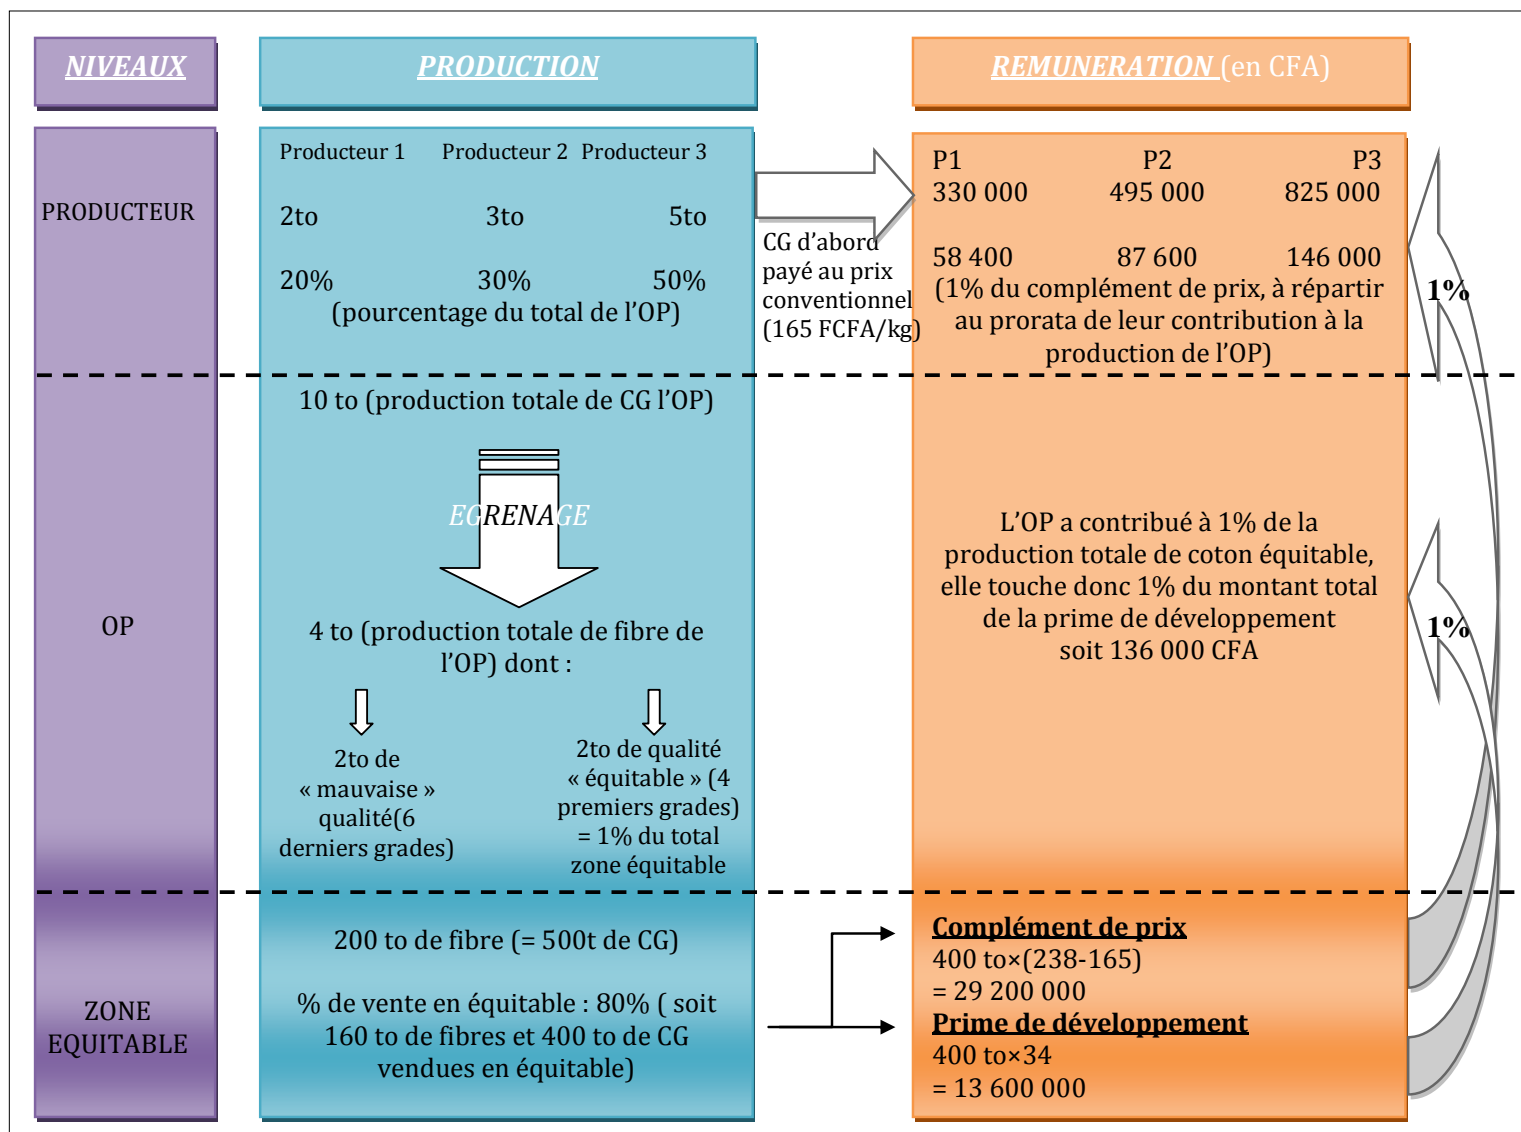 NIVEAUX
PRODUCTION
REMUNERATION (en CFA)
PRODUCTEUR
Producteur 1 Producteur 2 Producteur 3
2to 3to 5to
20% 30% 50%
(pourcentage du total de l’OP)
CG d’abord
payé au prix
conventionnel
(165 FCFA/kg)
P1 P2 P3
330 000 495 000 825 000
58 400 87 600 146 000
(1% du complément de prix, à répartir
au prorata de leur contribution à la
production de l’OP)
1%
OP
10 to (production totale de CG l’OP)
EGRENAGE
4 to (production totale de fibre de
l’OP) dont :
2to de
« mauvaise »
qualité(6
derniers grades)
2to de qualité
« équitable » (4
premiers grades)
= 1% du total
zone équitable
L’OP a contribué à 1% de la
production totale de coton équitable,
elle touche donc 1% du montant total
de la prime de développement
soit 136 000 CFA
1%
ZONE
EQUITABLE
200 to de fibre (= 500t de CG)
% de vente en équitable : 80% ( soit
160 to de fibres et 400 to de CG
vendues en équitable)
Complément de prix
400 to×(238-165)
= 29 200 000
Prime de développement
400 to×34
= 13 600 000